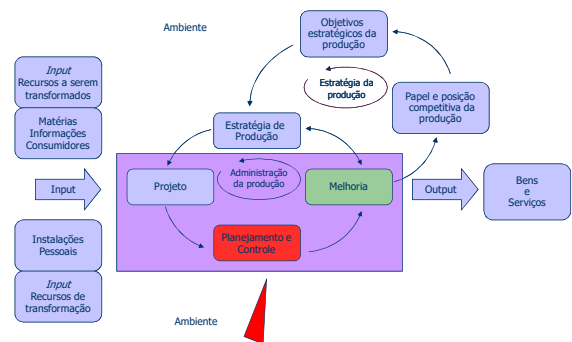 Ambiente
Objetivos
estratégicos da
produção
Input
Recursos a serem
transformados
Estratégia da
produção
Papel e posição
competitiva da
produção
Matérias
Informações
Consumidores
Estratégia de
Produção
Input
Projeto
Administração
da produção
Melhoria
Output
Bens
e
Serviços
Instalações
Pessoais
Planejamento e
Controle
Input
Recursos de
transformação
Ambiente